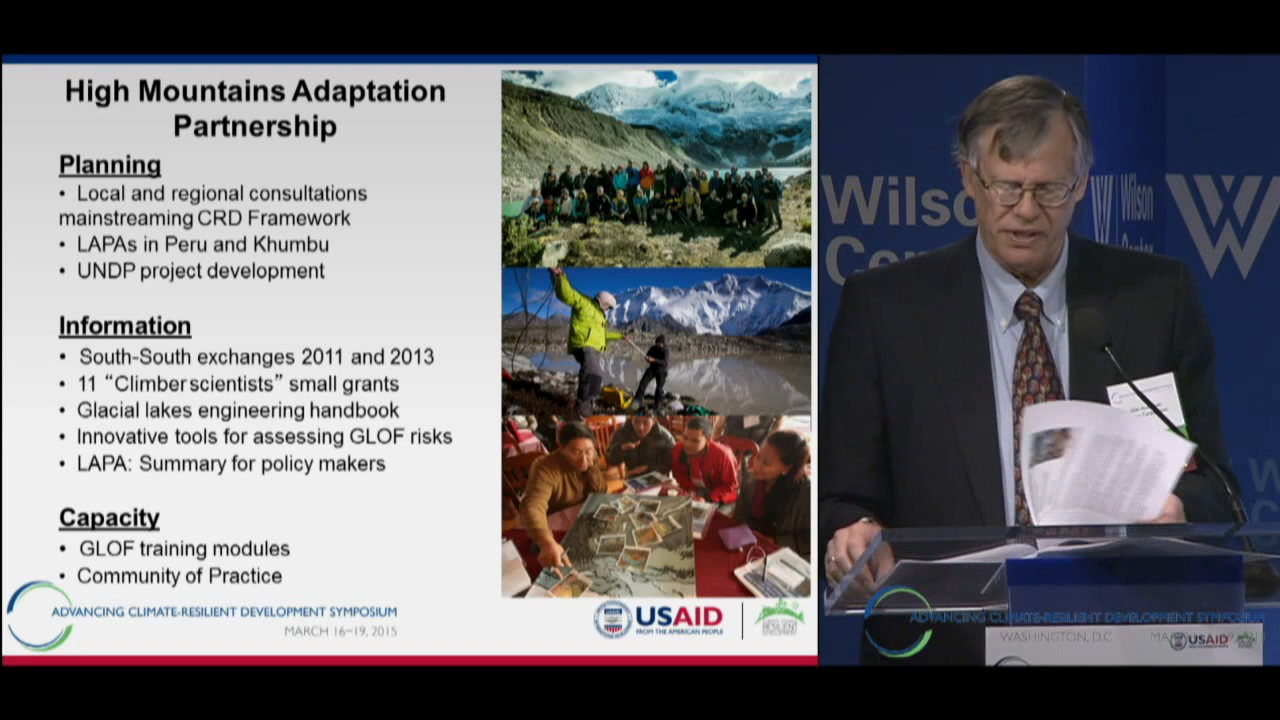 High Mountains Adaptation
Partnership
Planning
• Local and regional consultations
mainstreaming CRD Framework
• LAPAs in Peru and Khumbu
• UNDP project development
Information
• South-South exchanges 2011 and 2013
• 11 “Climber scientists” small grants
• Glacial lakes engineering handbook
• Innovative tools for assessing GLOF risks
• LAPA: Summary for policy makers
Capacity
• GLOF training modules
• Community of Practice
ADVANCING CLIMATE-RESILIENT DEVELOPMENT SYMPOSIUM
MARCH 16–19, 2015
USAID
FROM THE AMERICAN PEOPLE
RESILIENT
DEVELOPMENT
Wilson
Center
ADVANCING CLIMATE-RESILIENT DEVELOPMENT SYMPOSIUM
WASHINGTON, D.C
USAID